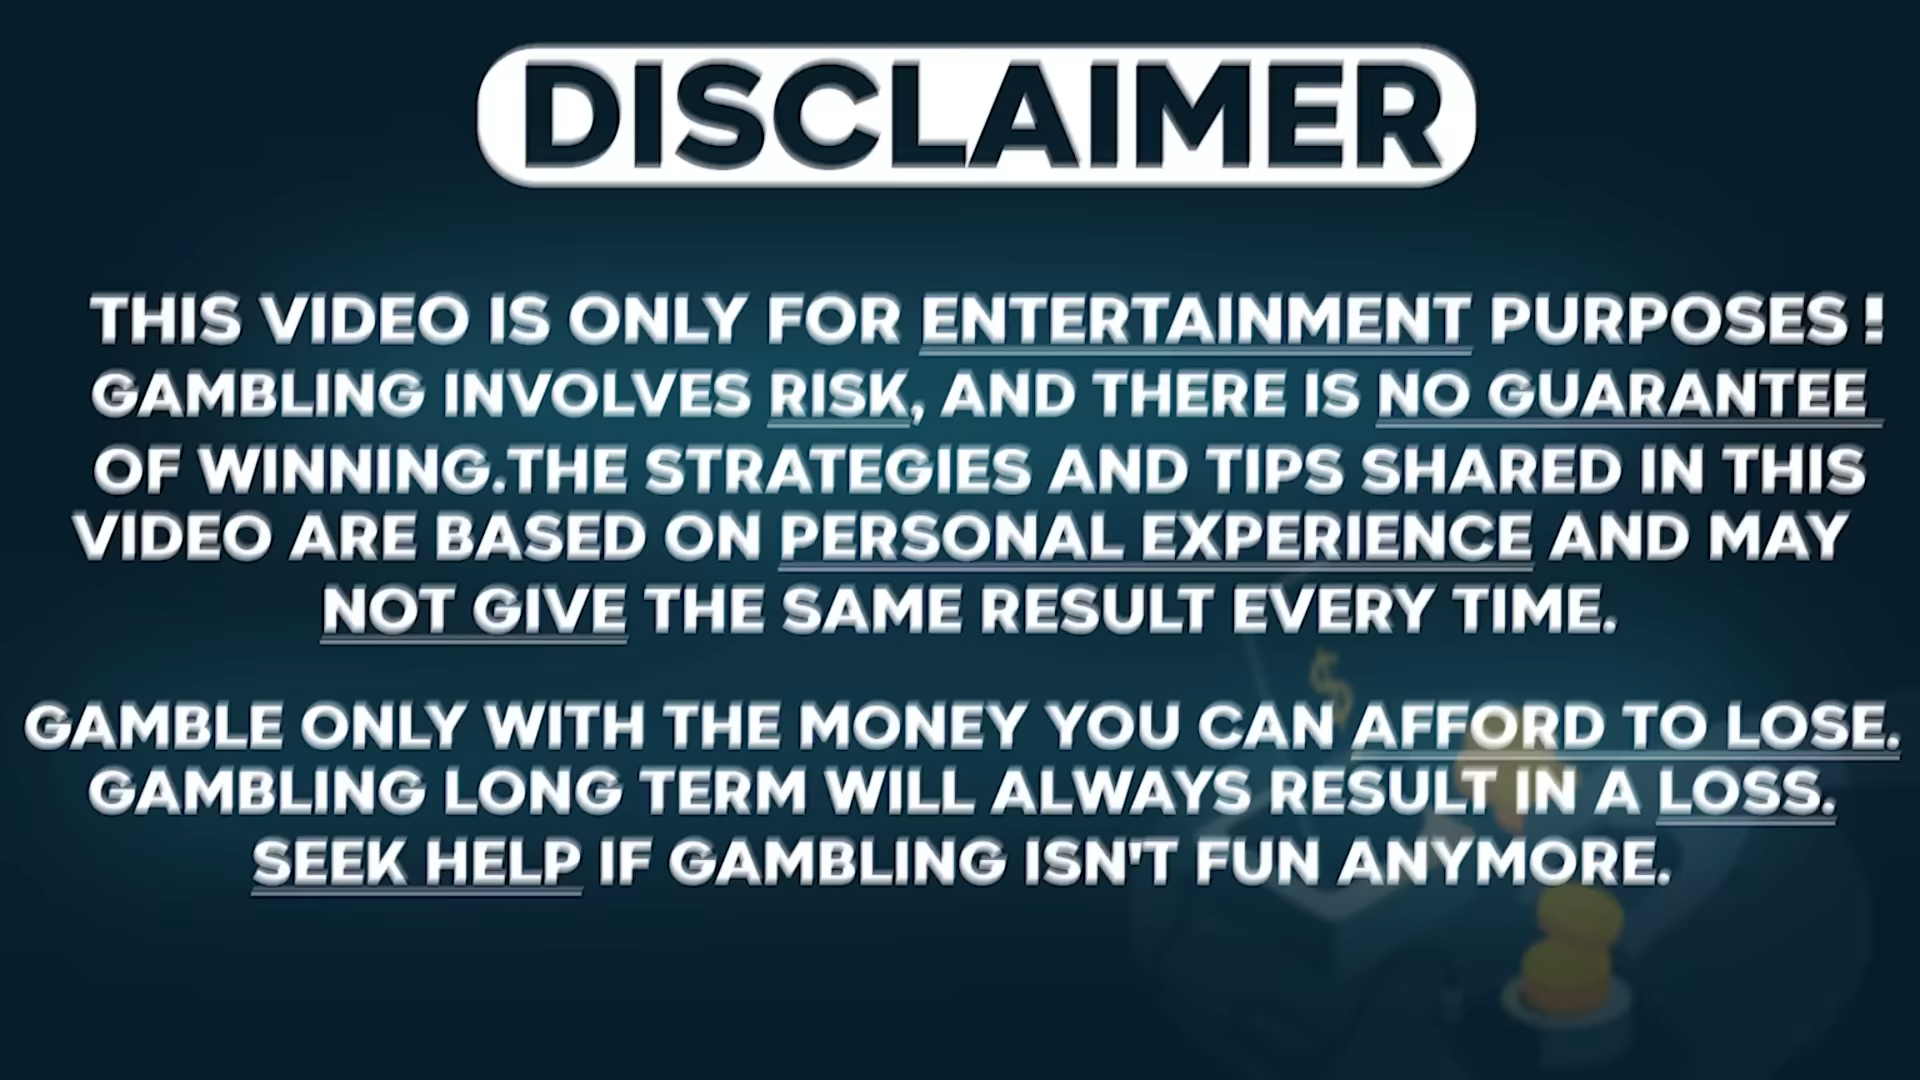 DISCLAIMER
THIS VIDEO IS ONLY FOR ENTERTAINMENT PURPOSES !
GAMBLING INVOLVES RISK, AND THERE IS NO GUARANTEE
OF WINNING.THE STRATEGIES AND TIPS SHARED IN THIS
VIDEO ARE BASED ON PERSONAL EXPERIENCE AND MAY
NOT GIVE THE SAME RESULT EVERY TIME.
GAMBLE ONLY WITH THE MONEY YOU CAN AFFORD TO LOSE.
GAMBLING LONG TERM WILL ALWAYS RESULT IN A LOSS.
SEEK HELP IF GAMBLING ISN'T FUN ANYMORE.